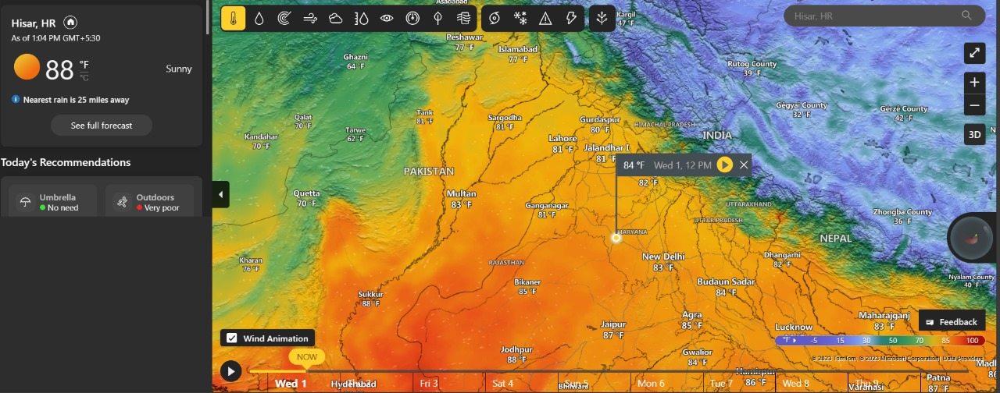 Hisar, HR
As of 1:04 PM GMT+5:30
88 °F
°C
Sunny
Nearest rain is 25 miles away
See full forecast
Today's Recommendations
Umbrella
No need
Outdoors
Very poor
Asadabad
Kargil
47 °F
Hisar, HR
Peshawar
77 °F
Islamabad
77 °F
Ghazni
64 °F
Rutog County
39 °F
3D
Gêgyai County
32 °F
Gêrzê County
42 °F
Tank
81 °F
Qalat
70 °F
Sargodha
81 °F
Gurdaspur
80 °F
HIMACHAL PRADESH
Tarwe
62 °F
Kandahar
70 °F
Lahore
81 °F
Jalandhar I
81 °F
INDIA
PAKISTAN
84 °F Wed 1, 12 PM
82 °F
Quetta
70 °F
Multan
83 °F
Ganganagar
81 °F
UTTARAKHAND
UTTAR PRADESH
Zhongba County
36 °F
HARYANA
NEPAL
Kharan
76 °F
RAJASTHAN
New Delhi
83 °F
Dhangarhi
82 °F
Nyalam County
40 °F
Bikaner
85 °F
Budaun Sadar
84 °F
Sukkur
88 °F
Jaipur
87 °F
Agra
85 °F
Lucknow
Maharajganj
83 °F
Feedback
Wind Animation
°F -5 15 30 50 70 85 100
Jodhpur
88 °F
Gwalior
84 °F
© 2023 TomTom, © 2023 Microsoft Corporation, Data Providers
NOW
Hamirpur
86 °F
Patna
87 °F
Wed 1
Hyderabad
Fri 3
Sat 4
Sun 5
Bhilwara
Mon 6
Tue 7
Wed 8
Thu 9
Varanasi